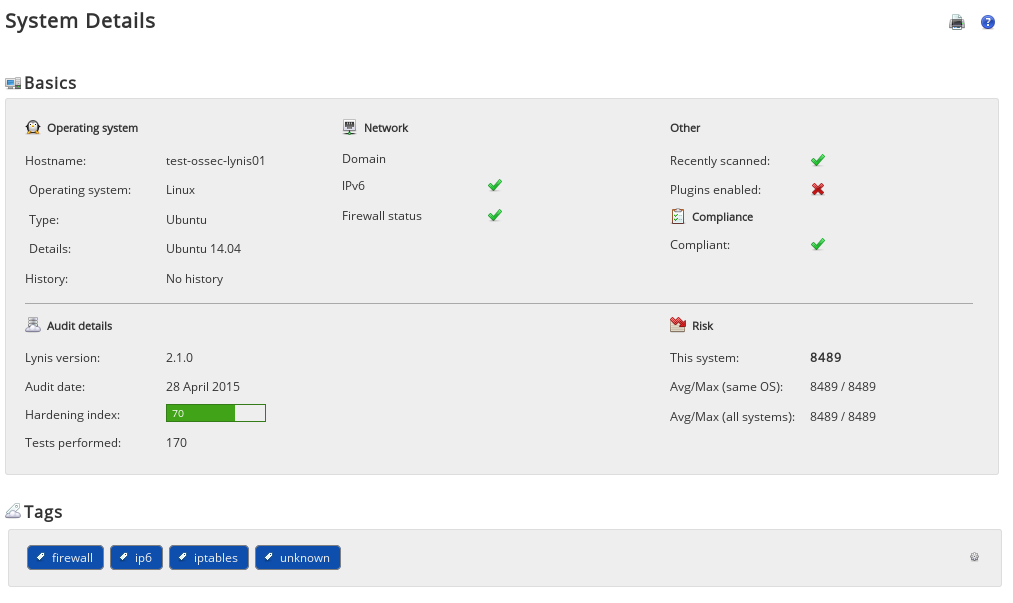 System Details
?
Basics
Operating system
Hostname: test-ossec-lynis01
Operating system: Linux
Type: Ubuntu
Details: Ubuntu 14.04
History: No history
Network
Domain
IPv6
Firewall status
Other
Recently scanned:
Plugins enabled:
Compliance
Compliant:
Audit details
Lynis version: 2.1.0
Audit date: 28 April 2015
Hardening index: 70
Tests performed: 170
Risk
This system: 8489
Avg/Max (same OS): 8489 / 8489
Avg/Max (all systems): 8489 / 8489
Tags
firewall ip6 iptables unknown